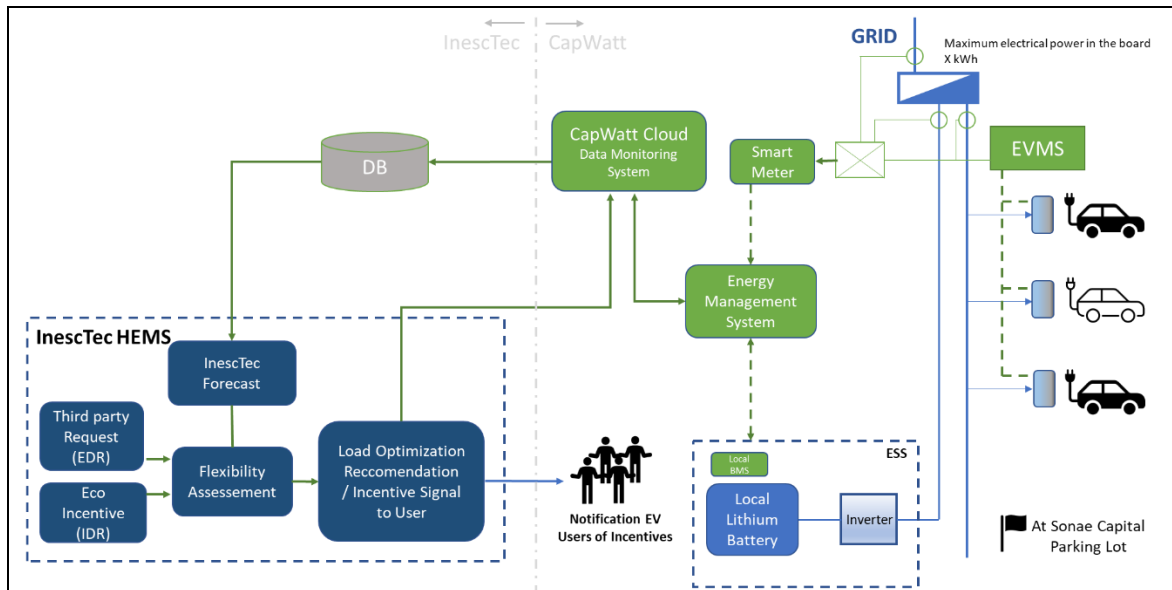 InescTec
CapWatt
GRID
Maximum electrical power in the board
X kWh
CapWatt Cloud
Data Monitoring
System
DB
Smart
Meter
EVMS
Energy
Management
System
InescTec HEMS
InescTec
Forecast
Third party
Request
(EDR)
Flexibility
Assessement
Eco
Incentive
(IDR)
Load Optimization
Reccomendation
/ Incentive Signal
to User
Notification EV
Users of Incentives
ESS
Local
BMS
Local
Lithium
Battery
Inverter
At Sonae Capital
Parking Lot